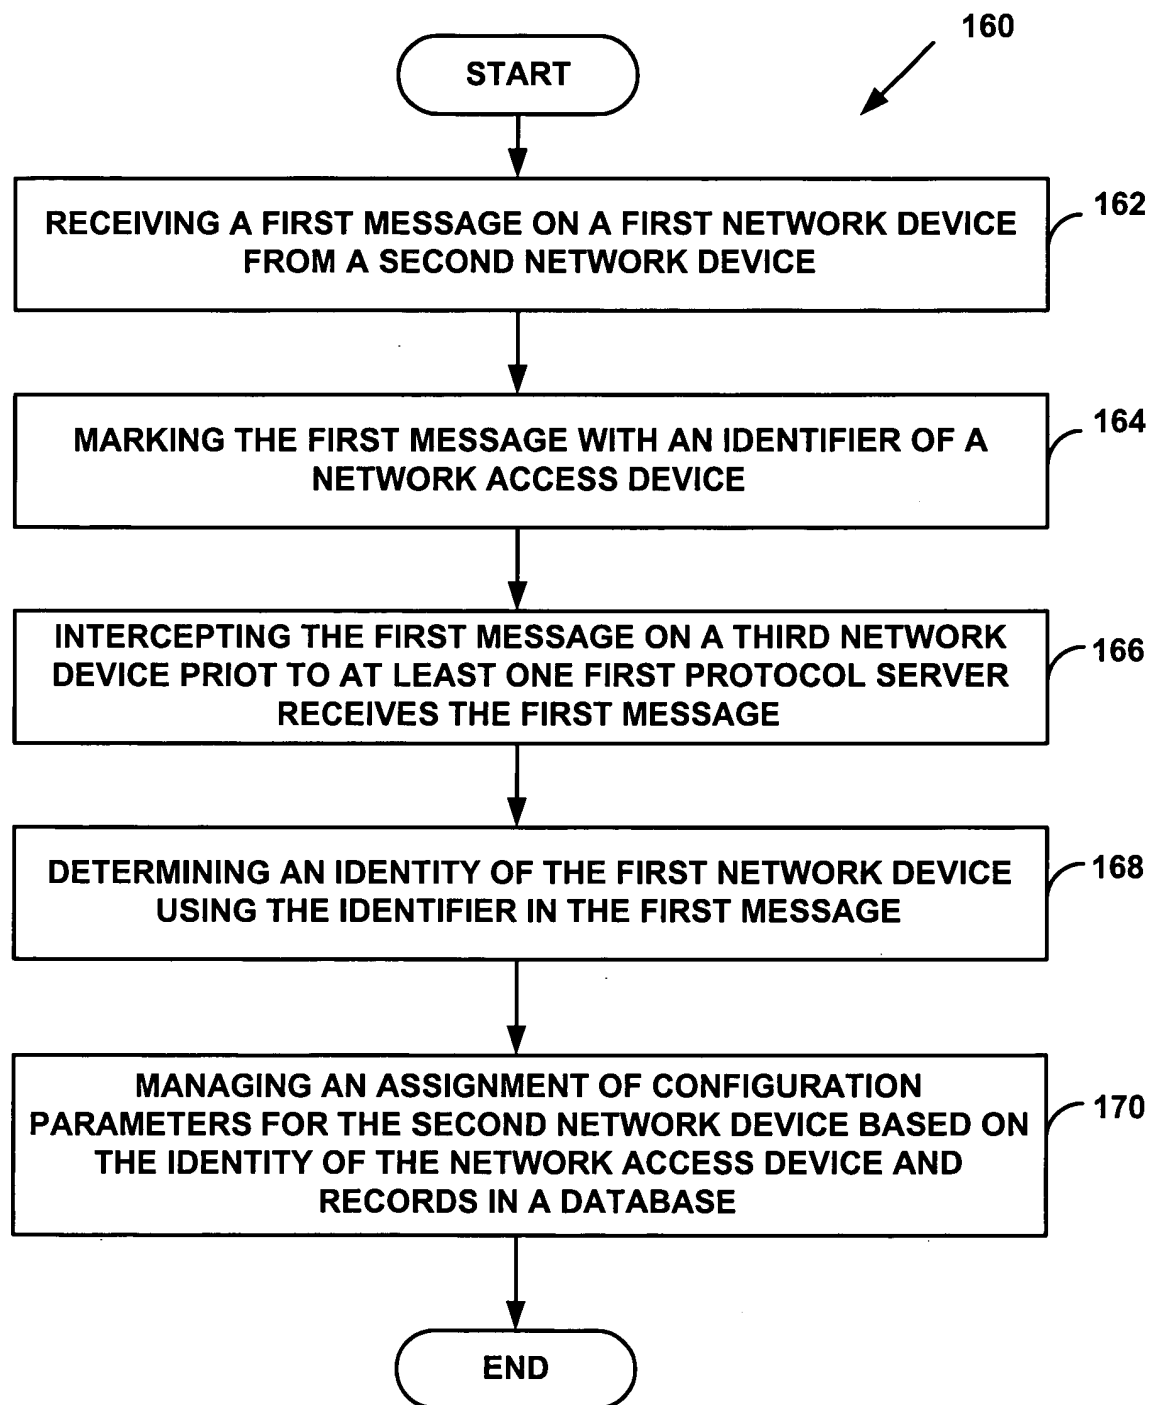 160
START
RECEIVING A FIRST MESSAGE ON A FIRST NETWORK DEVICE
FROM A SECOND NETWORK DEVICE
162
MARKING THE FIRST MESSAGE WITH AN IDENTIFIER OF A
NETWORK ACCESS DEVICE
164
INTERCEPTING THE FIRST MESSAGE ON A THIRD NETWORK
DEVICE PRIOT TO AT LEAST ONE FIRST PROTOCOL SERVER
RECEIVES THE FIRST MESSAGE
166
DETERMINING AN IDENTITY OF THE FIRST NETWORK DEVICE
USING THE IDENTIFIER IN THE FIRST MESSAGE
168
MANAGING AN ASSIGNMENT OF CONFIGURATION
PARAMETERS FOR THE SECOND NETWORK DEVICE BASED ON
THE IDENTITY OF THE NETWORK ACCESS DEVICE AND
RECORDS IN A DATABASE
170
END